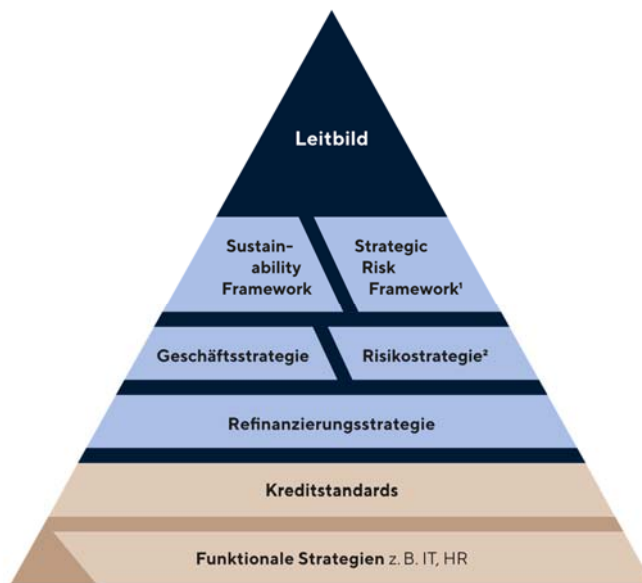 Leitbild
Sustain-
ability
Framework
Strategic
Risk
Framework¹
Geschäftsstrategie
Risikostrategie²
Refinanzierungsstrategie
Kreditstandards
Funktionale Strategien z. B. IT, HR